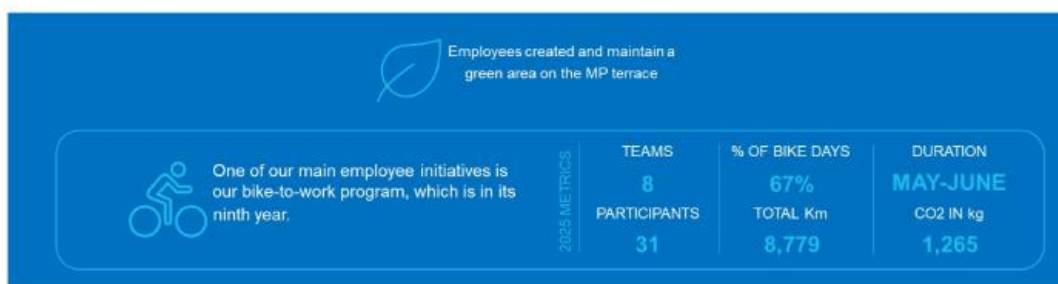 Employees created and maintain a
green area on the MP terrace
One of our main employee initiatives is
our bike-to-work program, which is in its
ninth year.
2025 METRICS
TEAMS
8
PARTICIPANTS
31
% OF BIKE DAYS
67%
TOTAL Km
8,779
DURATION
MAY-JUNE
CO2 IN kg
1,265